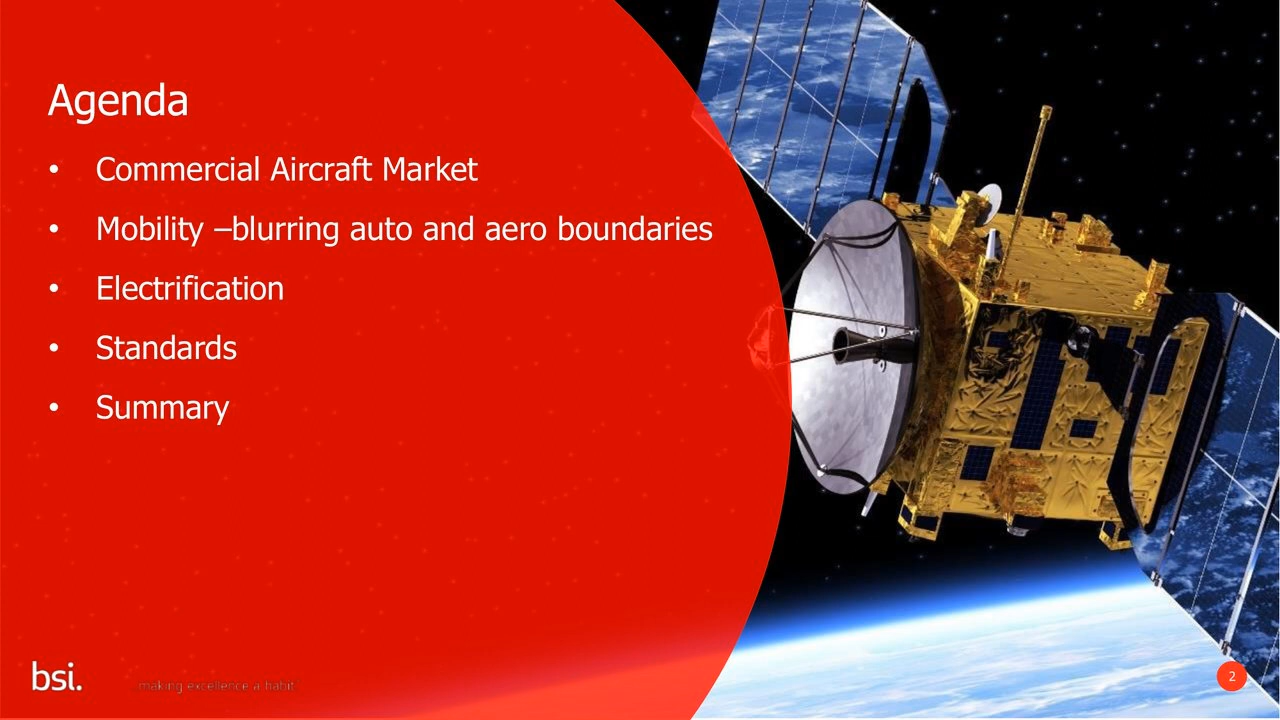 Agenda
• Commercial Aircraft Market
• Mobility –blurring auto and aero boundaries
• Electrification
• Standards
• Summary
bsi.
...making excellence a habit.
2